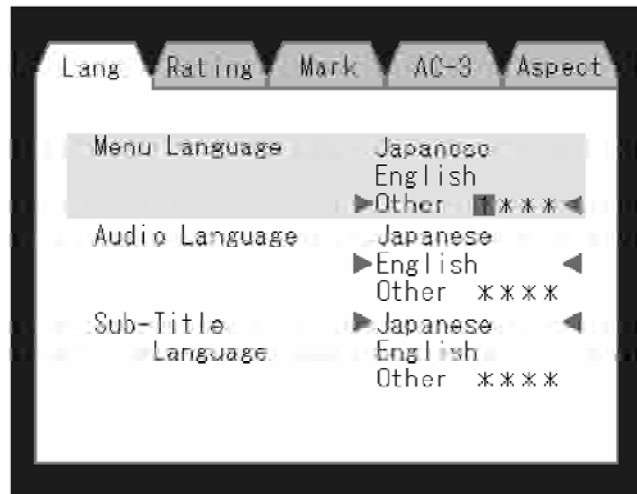 Lang Rating Mark AC-3 Aspect
Menu Language Japanese
English
▶Other ****◀
Audio Language Japanese
▶English ◀
Other ****
Sub-Title ▶Japanese ◀
Language English
Other ****